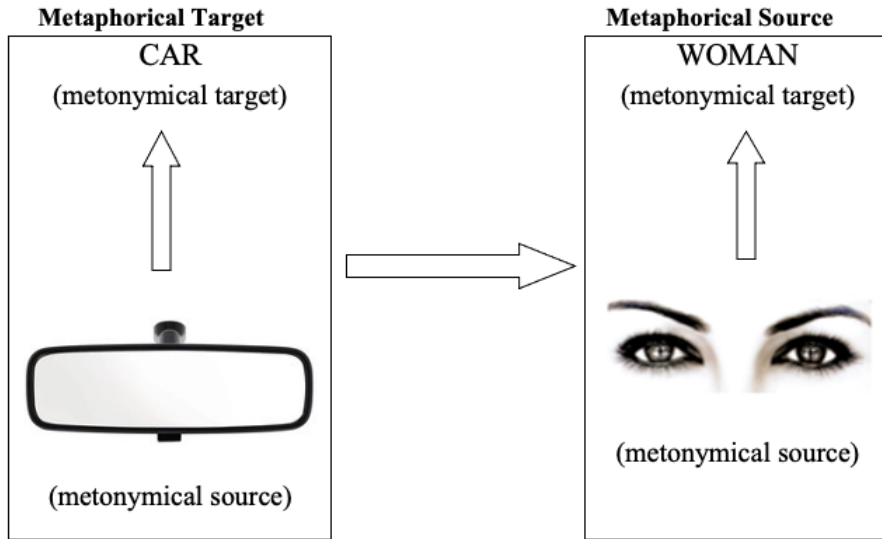 Metaphorical Target
CAR
(metonymical target)
(metonymical source)
Metaphorical Source
WOMAN
(metonymical target)
(metonymical source)